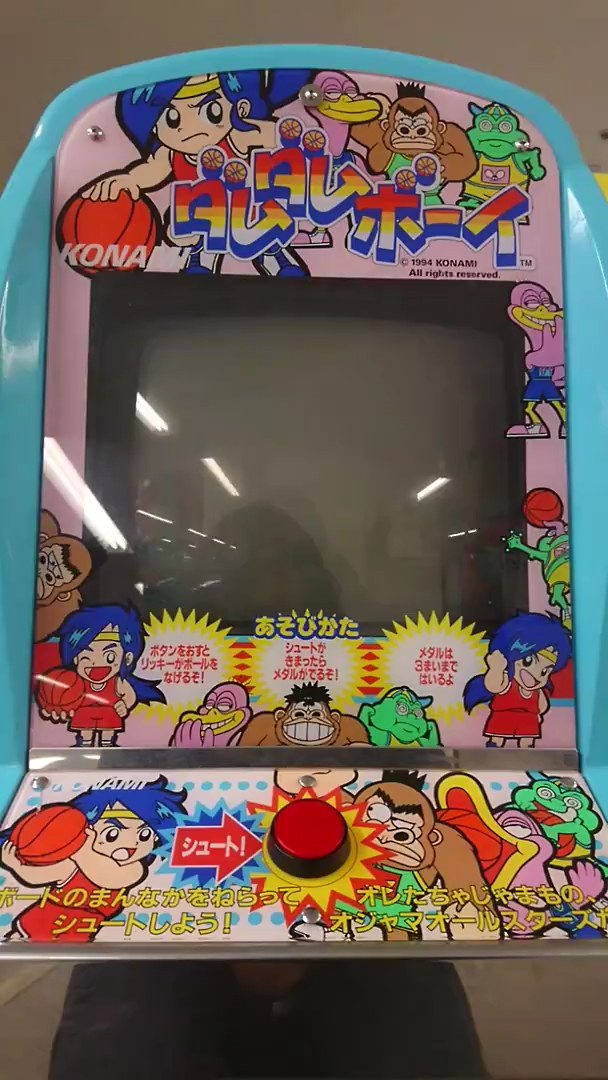 ダムダムボーイ
KONAMI
© 1994 KONAMI
TM
All rights reserved.
あそびかた
ボタンをおすと
リッキーがボールを
なげるぞ!
シュートが
きまったら
メダルがでるぞ!
メダルは
3まいまで
はいるよ
KONAMI
シュート!
ボードのまんなかをねらって
シュートしよう!
オレたちゃじゃまもの
オジャマオールスターズだ